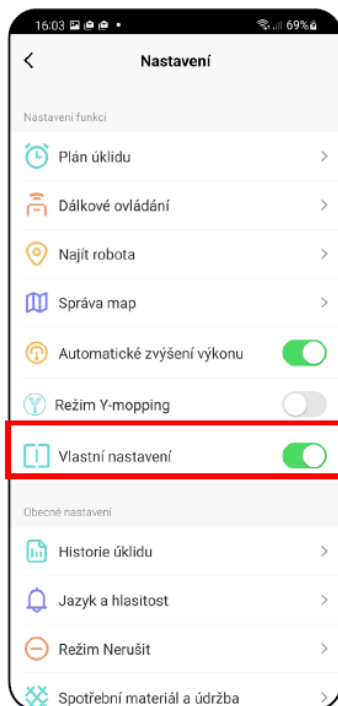 16:03 69%
Nastavení
Nastavení funkcí
Plán úklidu
Dálkové ovládání
Najít robota
Správa map
Automatické zvýšení výkonu
Režim Y-mopping
Vlastní nastavení
Obecné nastavení
Historie úklidu
Jazyk a hlasitost
Režim Nerušit
Spotřební materiál a údržba